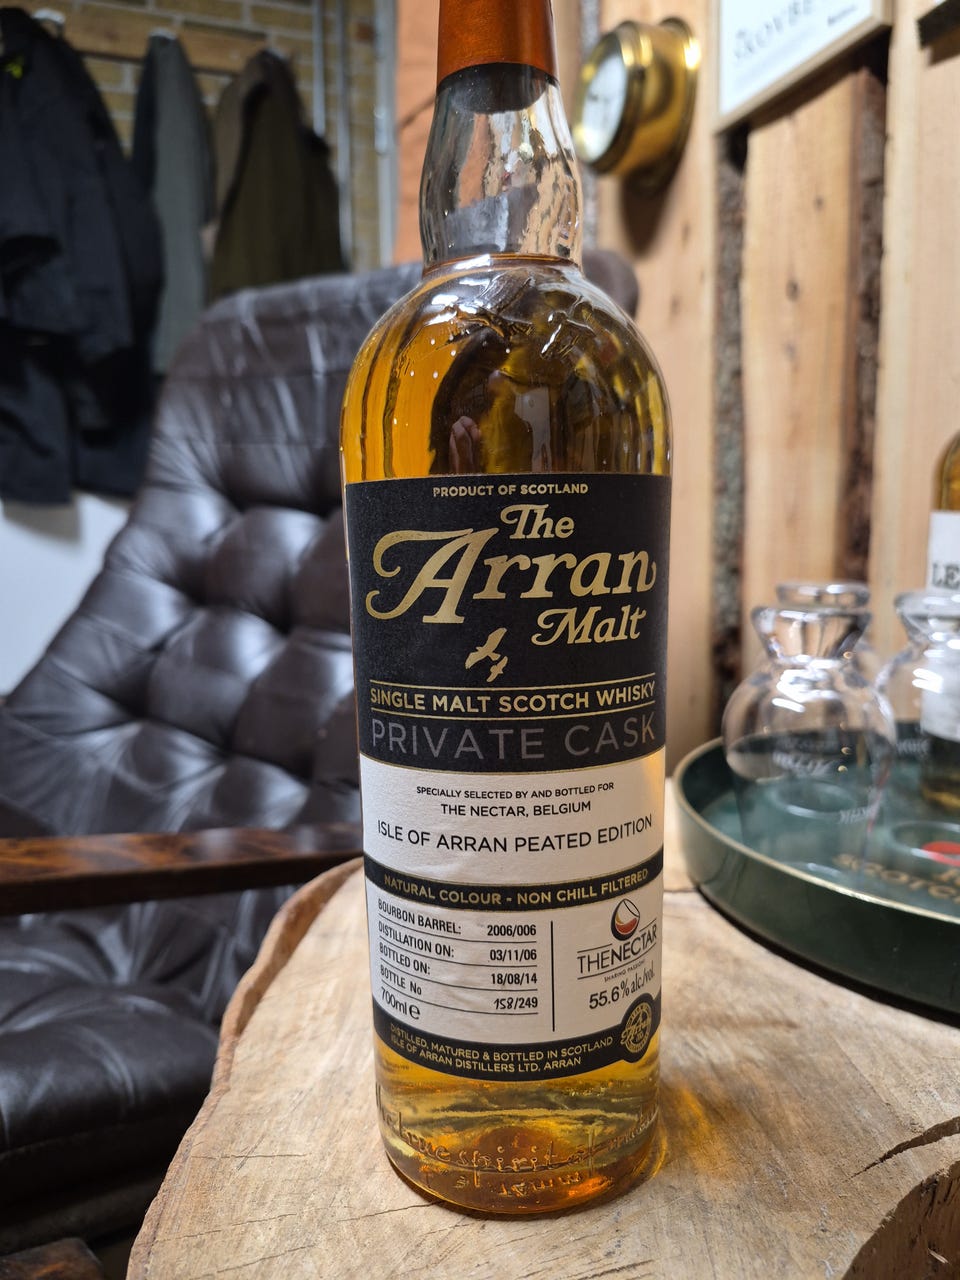 PRODUCT OF SCOTLAND
The
Arran
Malt
SINGLE MALT SCOTCH WHISKY
PRIVATE CASK
SPECIALLY SELECTED BY AND BOTTLED FOR
THE NECTAR, BELGIUM
ISLE OF ARRAN PEATED EDITION
NATURAL COLOUR - NON CHILL FILTERED
BOURBON BARREL: 2006/006
DISTILLATION ON: 03/11/06
BOTTLED ON: 18/08/14
BOTTLE No 158/249
700ml e
THENECTAR
SHARING PASSION
55.6% alc/vol.
DISTILLED, MATURED & BOTTLED IN SCOTLAND
ISLE OF ARRAN DISTILLERS LTD, ARRAN
LE